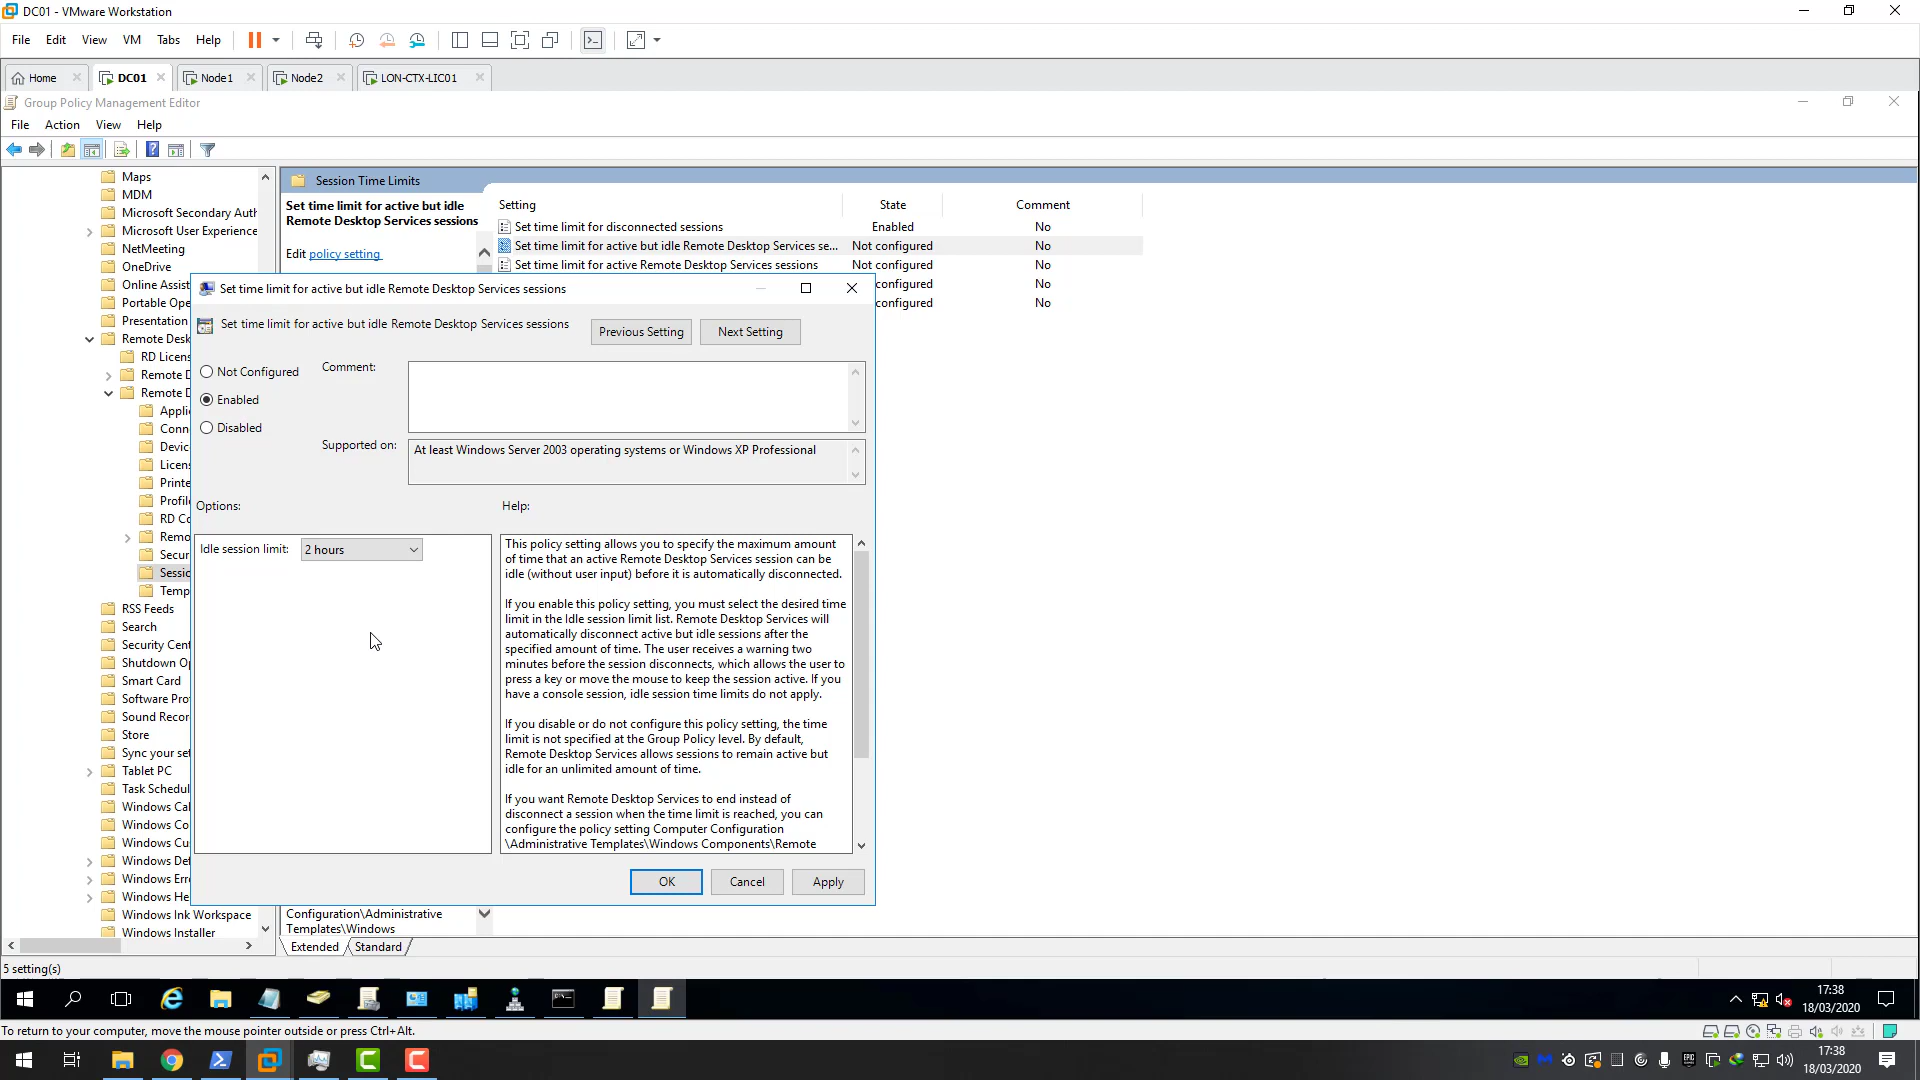 DC01 - VMware Workstation
File Edit View VM Tabs Help
Home DC01 Node1 Node2 LON-CTX-LIC01
Group Policy Management Editor
File Action View Help
Maps
MDM
Microsoft Secondary Auth
Microsoft User Experience
NetMeeting
OneDrive
Online Assist
Portable Ope
Presentation
Remote Desk
RD Licens
Remote D
Remote D
Applic
Conn
Devic
Licens
Printe
Profil
RD Co
Remo
Secur
Sessio
Temp
RSS Feeds
Search
Security Cent
Shutdown Op
Smart Card
Software Prot
Sound Recor
Store
Sync your set
Tablet PC
Task Schedul
Windows Cal
Windows Co
Windows Cus
Windows Def
Windows Erro
Windows He
Windows Ink Workspace
Windows Installer
Session Time Limits
Set time limit for active but idle
Remote Desktop Services sessions
Edit policy setting
Setting State Comment
Set time limit for disconnected sessions Enabled No
Set time limit for active but idle Remote Desktop Services se... Not configured No
Set time limit for active Remote Desktop Services sessions Not configured No
configured No
configured No
Set time limit for active but idle Remote Desktop Services sessions
Set time limit for active but idle Remote Desktop Services sessions
Previous Setting Next Setting
Not Configured
Enabled
Disabled
Comment:
Supported on:
At least Windows Server 2003 operating systems or Windows XP Professional
Options:
Help:
Idle session limit: 2 hours
This policy setting allows you to specify the maximum amount
of time that an active Remote Desktop Services session can be
idle (without user input) before it is automatically disconnected.
If you enable this policy setting, you must select the desired time
limit in the Idle session limit list. Remote Desktop Services will
automatically disconnect active but idle sessions after the
specified amount of time. The user receives a warning two
minutes before the session disconnects, which allows the user to
press a key or move the mouse to keep the session active. If you
have a console session, idle session time limits do not apply.
If you disable or do not configure this policy setting, the time
limit is not specified at the Group Policy level. By default,
Remote Desktop Services allows sessions to remain active but
idle for an unlimited amount of time.
If you want Remote Desktop Services to end instead of
disconnect a session when the time limit is reached, you can
configure the policy setting Computer Configuration
\Administrative Templates\Windows Components\Remote
OK Cancel Apply
Configuration\Administrative
Templates\Windows
Extended Standard
5 setting(s)
17:38
18/03/2020
To return to your computer, move the mouse pointer outside or press Ctrl+Alt.
17:38
18/03/2020